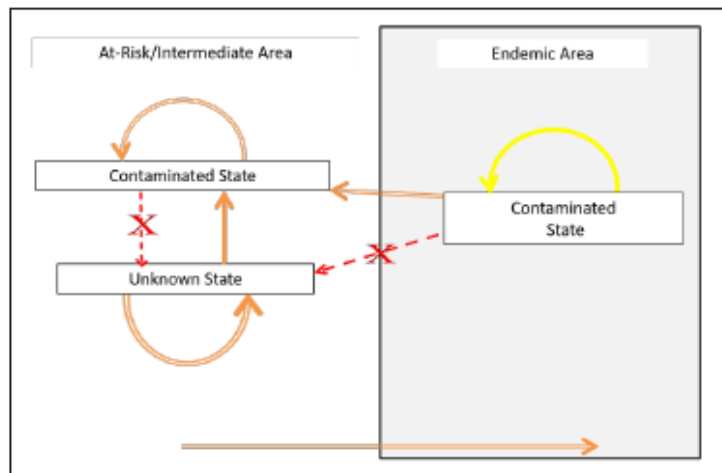 At-Risk/Intermediate Area
Endemic Area
Contaminated State
Contaminated
State
X
X
Unknown State